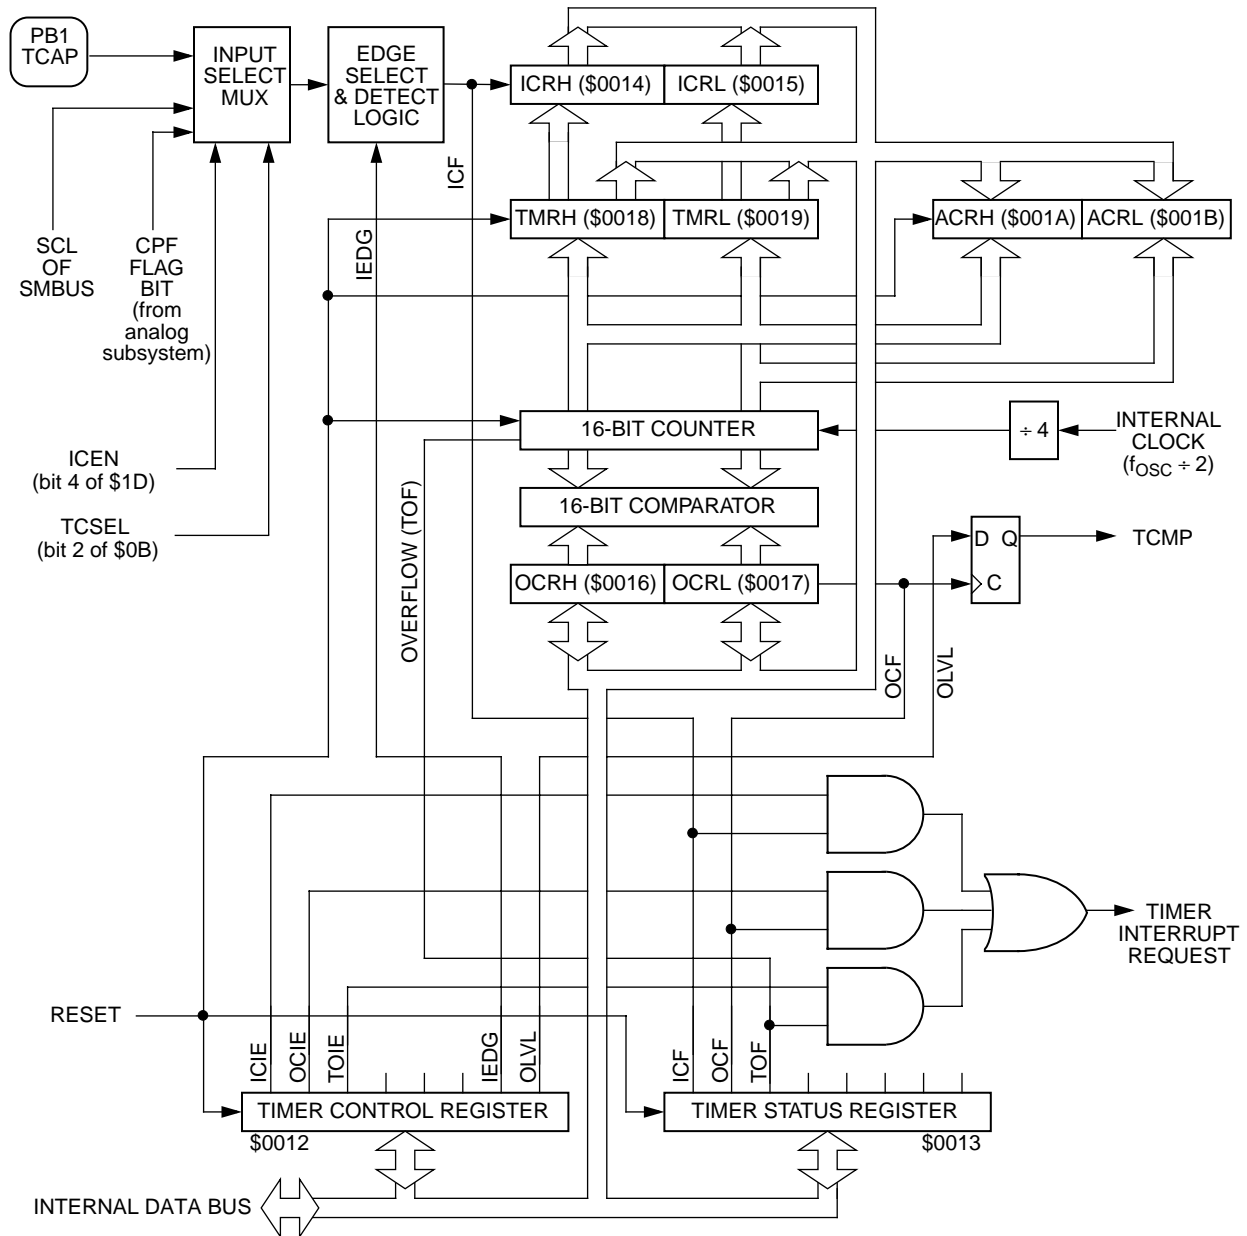 PB1
TCAP
INPUT
SELECT
MUX
EDGE
SELECT
& DETECT
LOGIC
ICRH ($0014)
ICRL ($0015)
ICF
TMRH ($0018)
TMRL ($0019)
ACRH ($001A)
ACRL ($001B)
SCL
OF
SMBUS
CPF
FLAG
BIT
(from
analog
subsystem)
IEDG
16-BIT COUNTER
÷ 4
INTERNAL
CLOCK
(fOSC ÷ 2)
ICEN
(bit 4 of $1D)
TCSEL
(bit 2 of $0B)
OVERFLOW (TOF)
16-BIT COMPARATOR
D Q
C
TCMP
OCRH ($0016)
OCRL ($0017)
OCF
OLVL
TIMER
INTERRUPT
REQUEST
RESET
ICIE
OCIE
TOIE
IEDG
OLVL
ICF
OCF
TOF
TIMER CONTROL REGISTER
$0012
TIMER STATUS REGISTER
$0013
INTERNAL DATA BUS